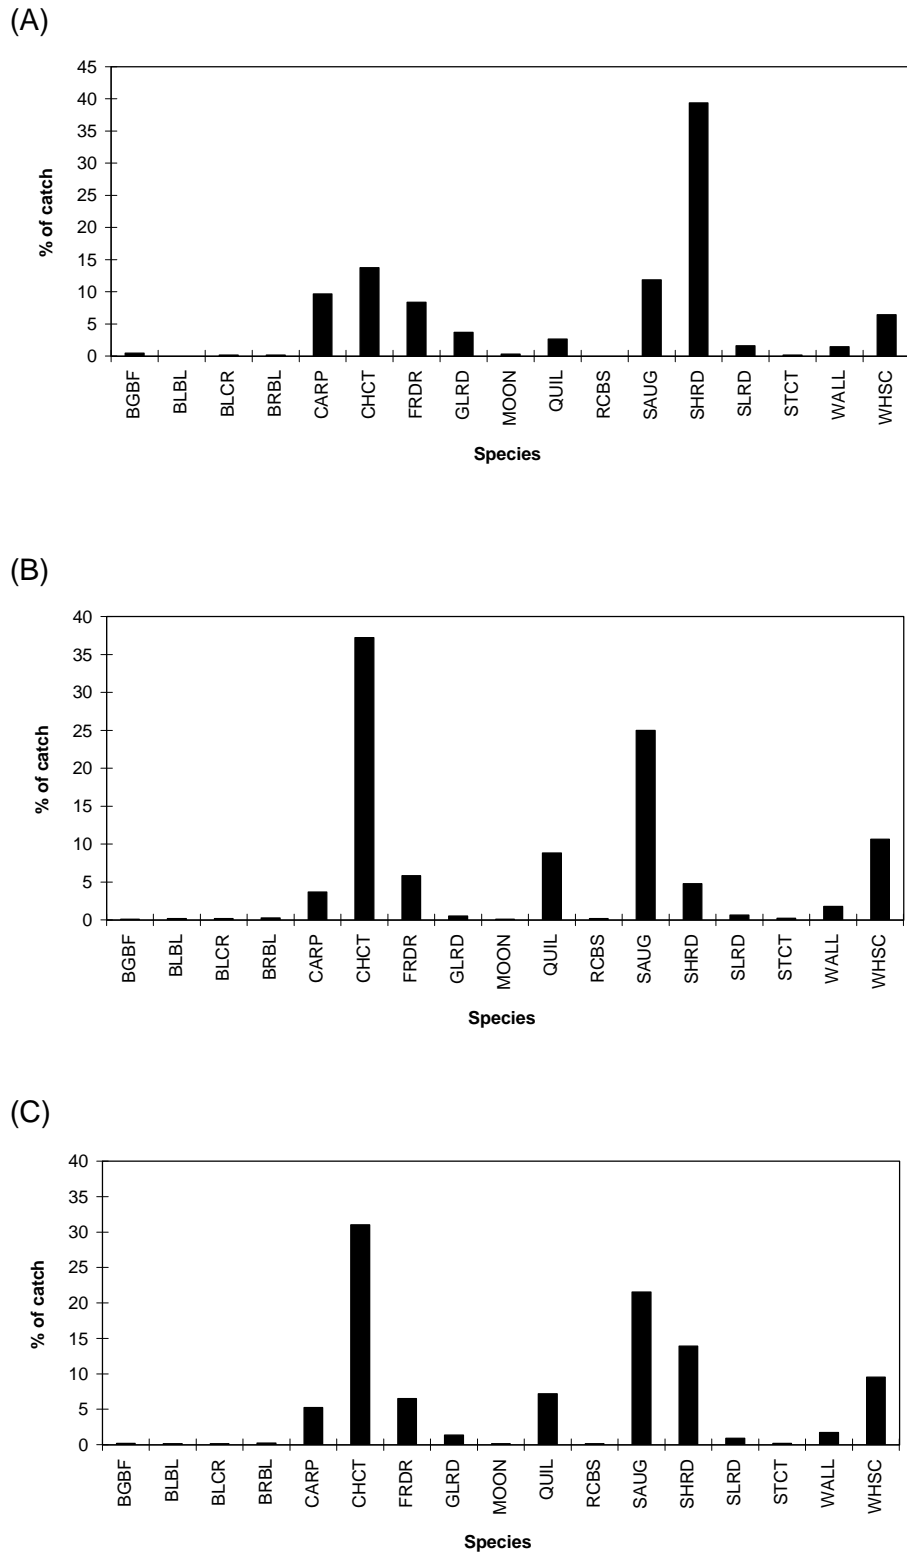 (A)
45
40
35
30
25
20
15
10
5
0
% of catch
BGBF
BLBL
BLCR
BRBL
CARP
CHCT
FRDR
GLRD
MOON
QUIL
RCBS
SAUG
SHRD
SLRD
STCT
WALL
WHSC
Species
(B)
40
35
30
25
20
15
10
5
0
% of catch
BGBF
BLBL
BLCR
BRBL
CARP
CHCT
FRDR
GLRD
MOON
QUIL
RCBS
SAUG
SHRD
SLRD
STCT
WALL
WHSC
Species
(C)
40
35
30
25
20
15
10
5
0
% of catch
BGBF
BLBL
BLCR
BRBL
CARP
CHCT
FRDR
GLRD
MOON
QUIL
RCBS
SAUG
SHRD
SLRD
STCT
WALL
WHSC
Species